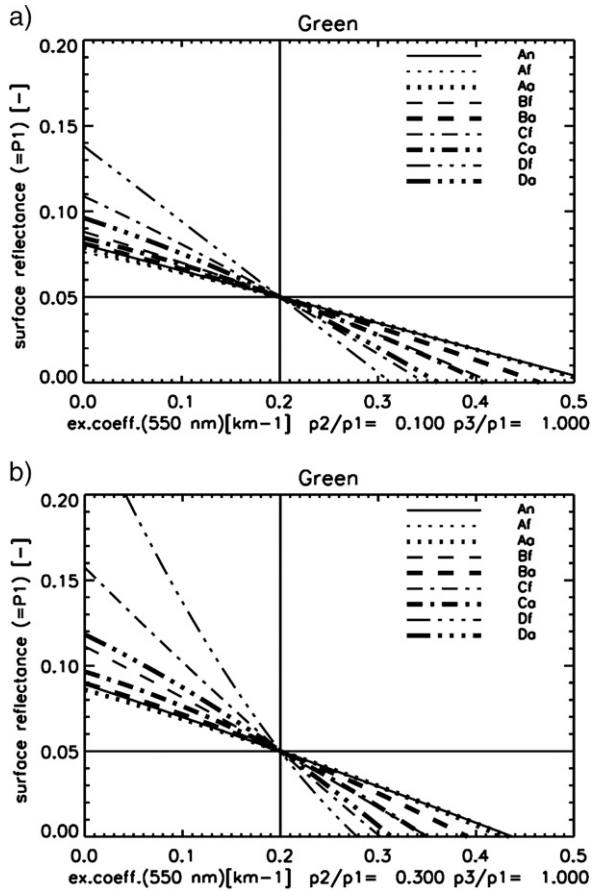 a)
Green
0.20
0.15
0.10
0.05
0.00
surface reflectance (=P1) [-]
An
Af
Aa
Bf
Ba
Cf
Ca
Df
Da
0.0 0.1 0.2 0.3 0.4 0.5
ex.coeff.(550 nm)[km-1] p2/p1= 0.100 p3/p1= 1.000
b)
Green
0.20
0.15
0.10
0.05
0.00
surface reflectance (=P1) [-]
An
Af
Aa
Bf
Ba
Cf
Ca
Df
Da
0.0 0.1 0.2 0.3 0.4 0.5
ex.coeff.(550 nm)[km-1] p2/p1= 0.300 p3/p1= 1.000